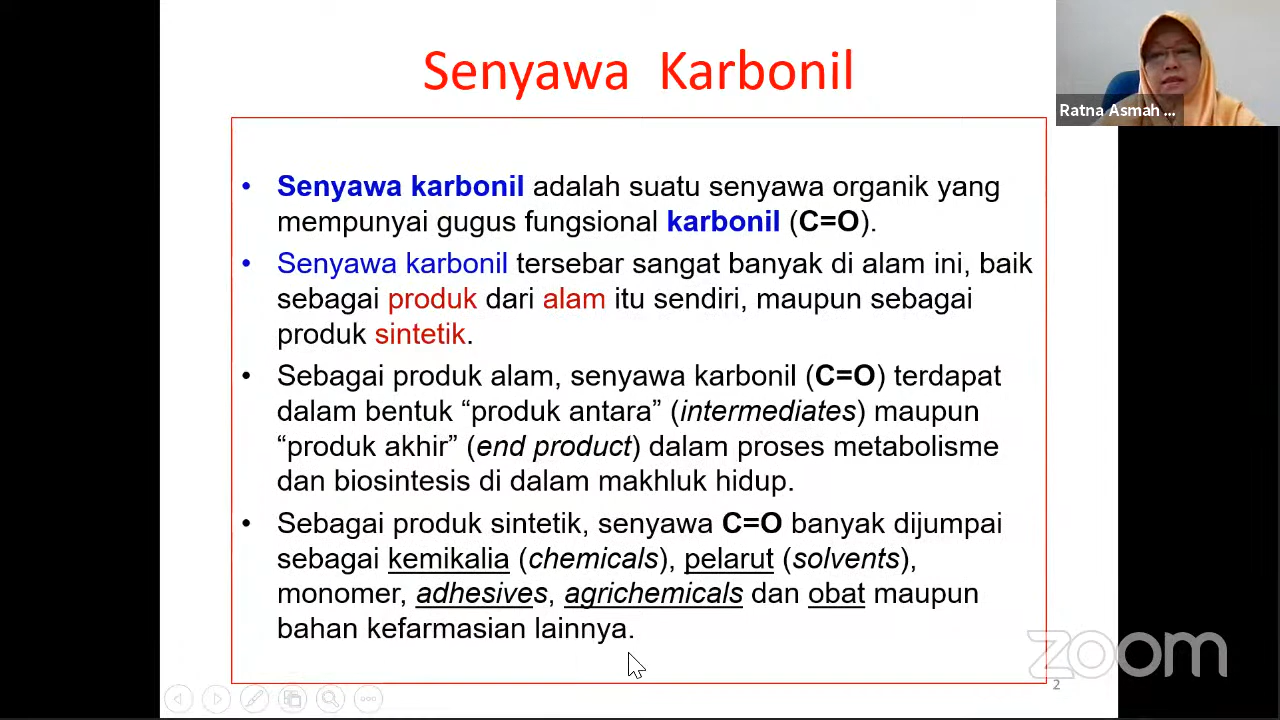 Senyawa Karbonil
Ratna Asmah ...
• Senyawa karbonil adalah suatu senyawa organik yang
mempunyai gugus fungsional karbonil (C=O).
• Senyawa karbonil tersebar sangat banyak di alam ini, baik
sebagai produk dari alam itu sendiri, maupun sebagai
produk sintetik.
• Sebagai produk alam, senyawa karbonil (C=O) terdapat
dalam bentuk “produk antara” (intermediates) maupun
“produk akhir” (end product) dalam proses metabolisme
dan biosintesis di dalam makhluk hidup.
• Sebagai produk sintetik, senyawa C=O banyak dijumpai
sebagai kemikalia (chemicals), pelarut (solvents),
monomer, adhesives, agrichemicals dan obat maupun
bahan kefarmasian lainnya.
zoom
2